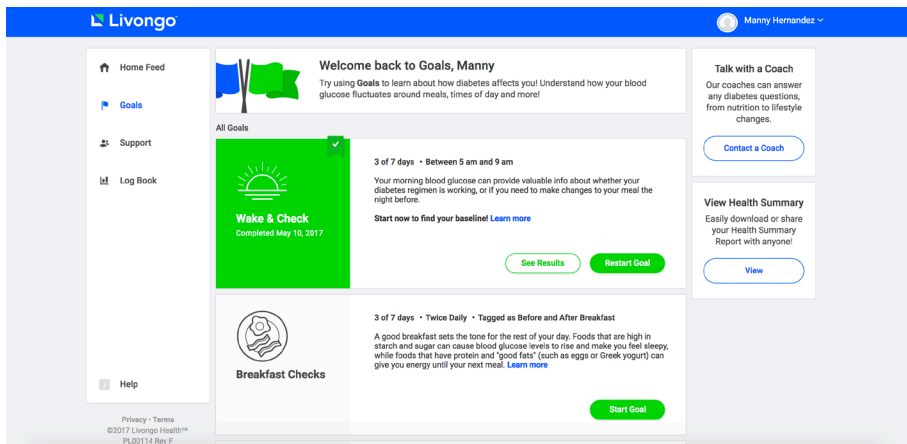 Livongo
Manny Hernandez
Home Feed
Goals
Support
Log Book
Help
Privacy · Terms
©2017 Livongo Health™
PL00114 Rev F
Welcome back to Goals, Manny
Try using Goals to learn about how diabetes affects you! Understand how your blood
glucose fluctuates around meals, times of day and more!
All Goals
Wake & Check
Completed May 10, 2017
3 of 7 days • Between 5 am and 9 am
Your morning blood glucose can provide valuable info about whether your
diabetes regimen is working, or if you need to make changes to your meal the
night before.
Start now to find your baseline! Learn more
See Results
Restart Goal
Breakfast Checks
3 of 7 days • Twice Daily • Tagged as Before and After Breakfast
A good breakfast sets the tone for the rest of your day. Foods that are high in
starch and sugar can cause blood glucose levels to rise and make you feel sleepy,
while foods that have protein and "good fats" (such as eggs or Greek yogurt) can
give you energy until your next meal. Learn more
Start Goal
Talk with a Coach
Our coaches can answer
any diabetes questions,
from nutrition to lifestyle
changes.
Contact a Coach
View Health Summary
Easily download or share
your Health Summary
Report with anyone!
View